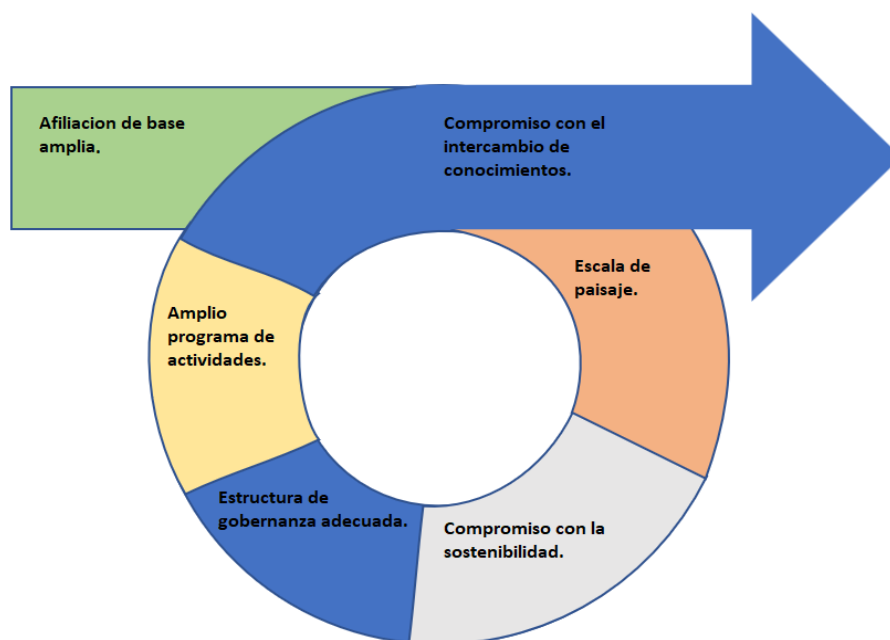 Afiliacion de base
amplia.
Compromiso con el
intercambio de
conocimientos.
Escala de
paisaje.
Amplio
programa de
actividades.
Estructura de
gobernanza adecuada.
Compromiso con la
sostenibilidad.